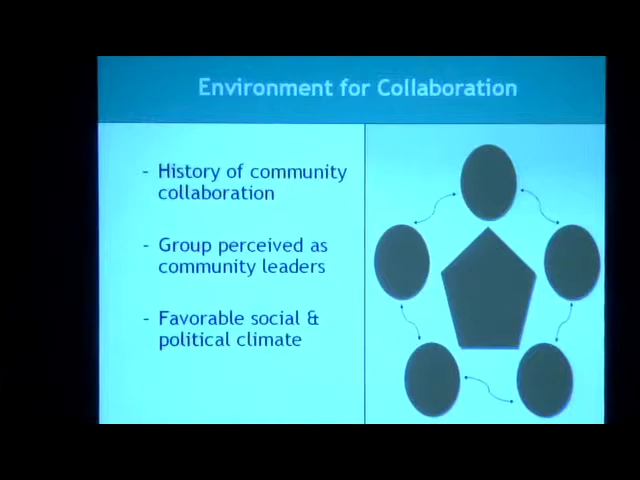 Environment for Collaboration
- History of community
collaboration
- Group perceived as
community leaders
- Favorable social &
political climate